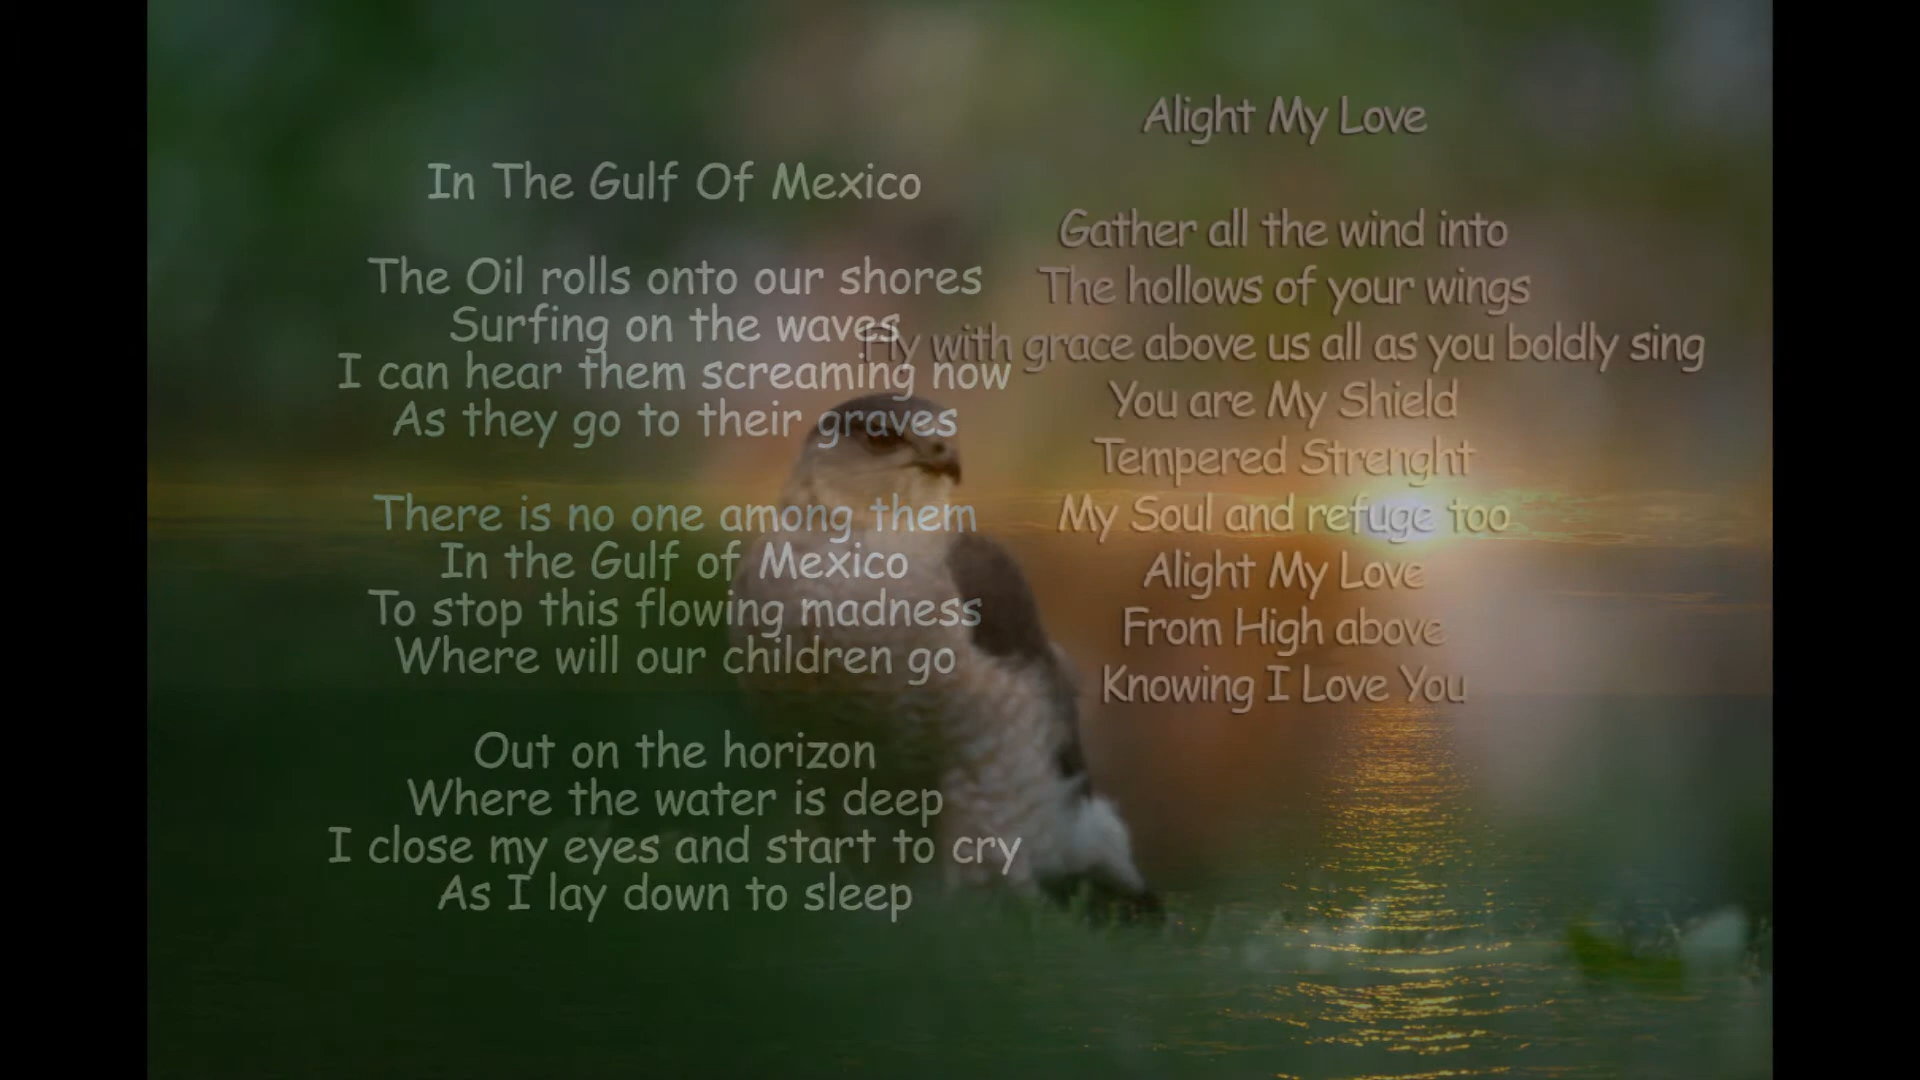 In The Gulf Of Mexico
The Oil rolls onto our shores
Surfing on the waves
I can hear them screaming now
As they go to their graves
There is no one among them
In the Gulf of Mexico
To stop this flowing madness
Where will our children go
Out on the horizon
Where the water is deep
I close my eyes and start to cry
As I lay down to sleep
Alight My Love
Gather all the wind into
The hollows of your wings
Fly with grace above us all as you boldly sing
You are My Shield
Tempered Strenght
My Soul and refuge too
Alight My Love
From High above
Knowing I Love You